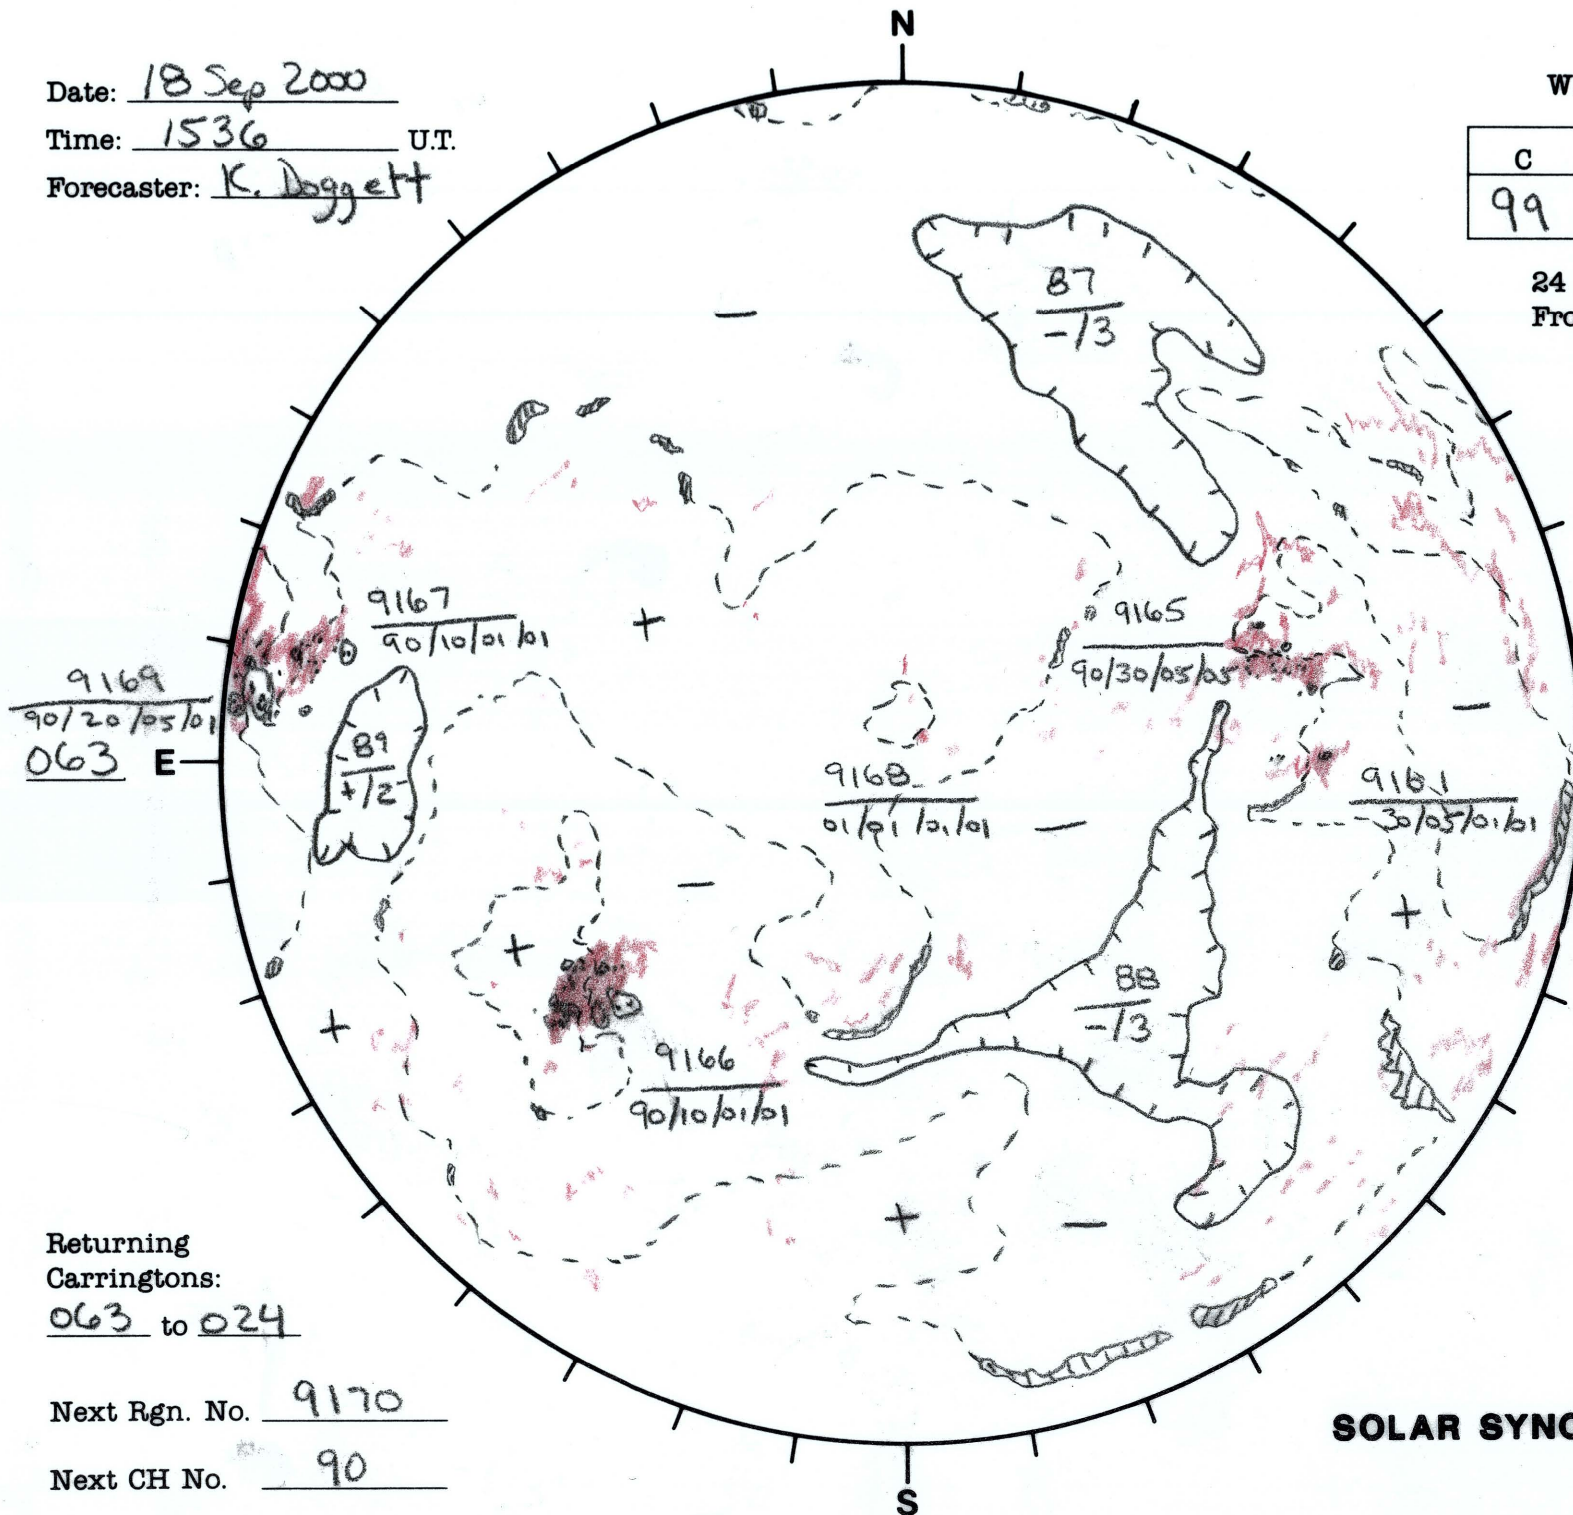 N
Date: 18 Sep 2000
Time: 1536 U.T.
Forecaster: K. Doggett
W
C
99
24
Fro
87
-/3
9167
90/10/01/01
9165
90/30/05/05
9169
90/20/05/01
063
E
89
+/2
9168
01/01/01/01
9161
30/05/01/01
88
-/3
9166
90/10/01/01
Returning
Carringtons:
063 to 024
Next Rgn. No. 9170
Next CH No. 90
SOLAR SYNO
S